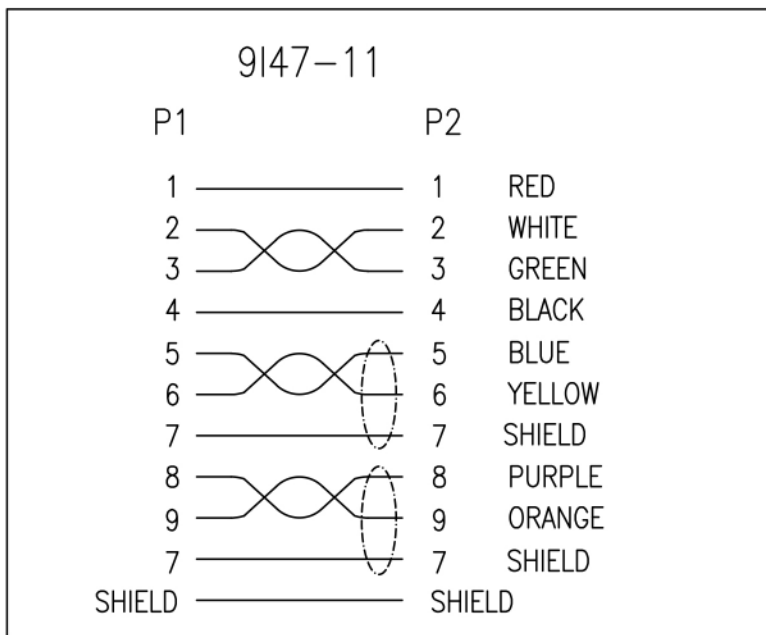 9I47-11
P1 P2
1 1 RED
2 2 WHITE
3 3 GREEN
4 4 BLACK
5 5 BLUE
6 6 YELLOW
7 7 SHIELD
8 8 PURPLE
9 9 ORANGE
7 7 SHIELD
SHIELD SHIELD